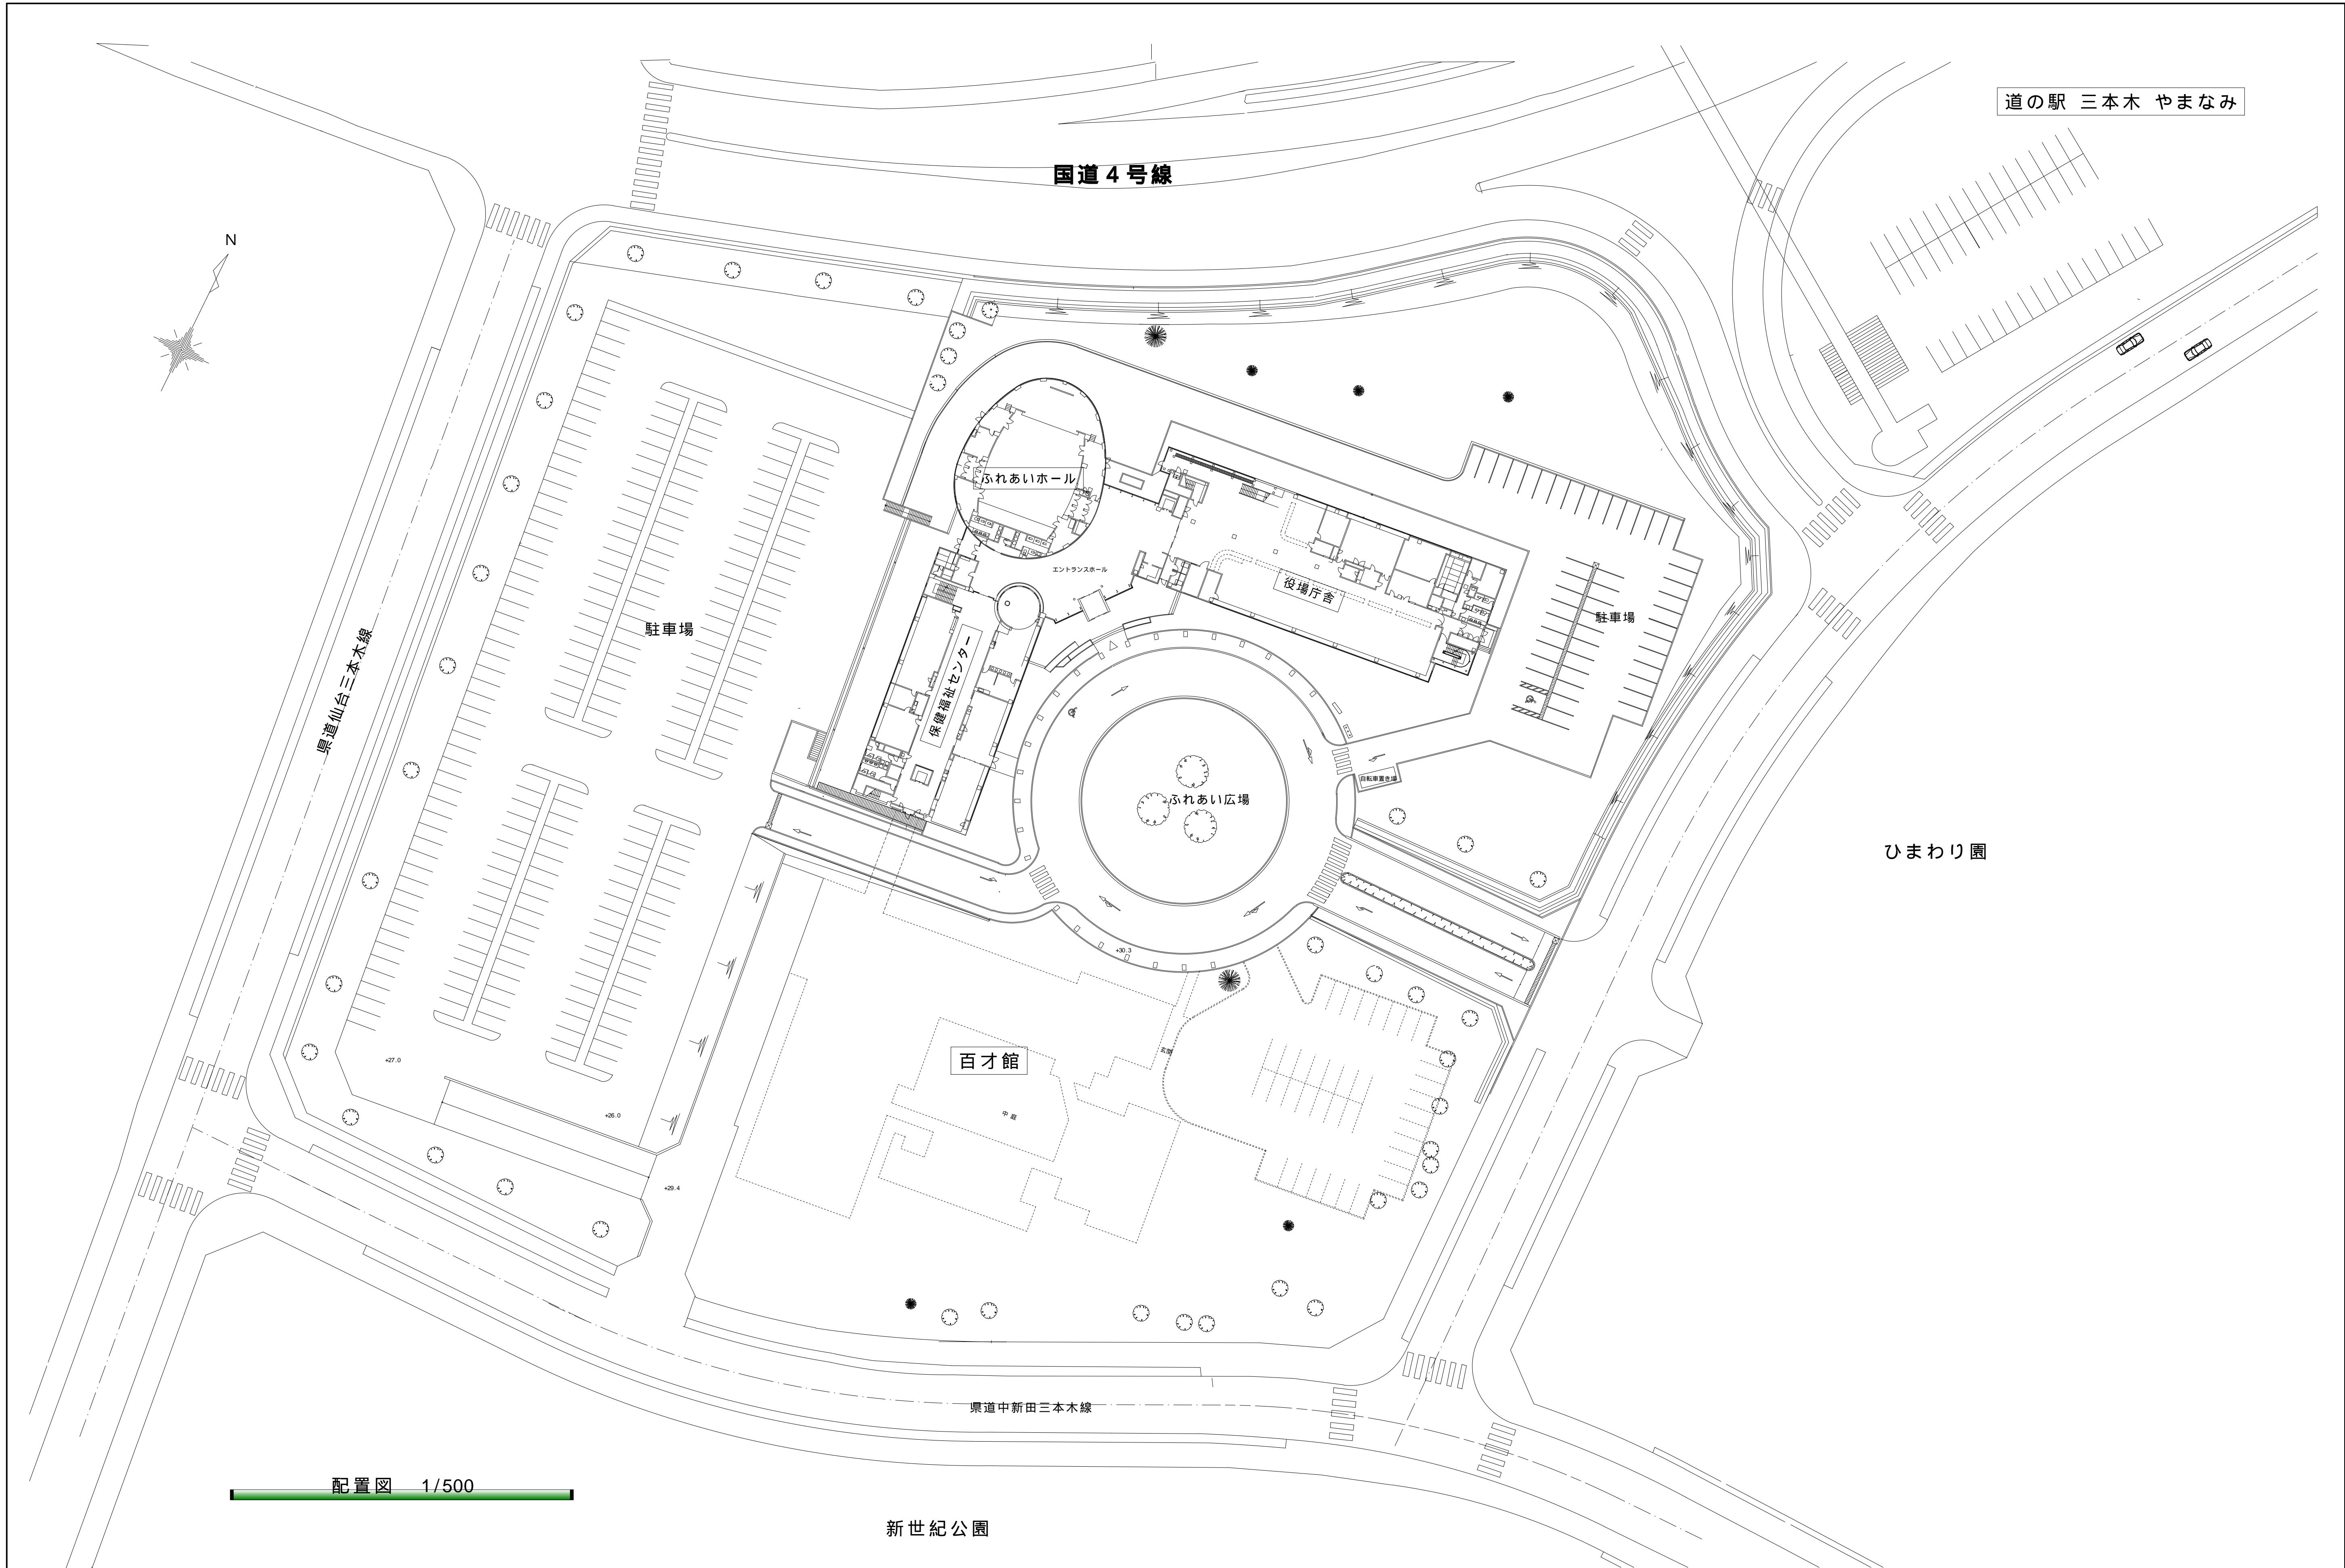 道の駅 三本木 やまなみ
国道４号線
N
ふれあいホール
エントランスホール
役場庁舎
駐車場
駐車場
保健福祉センター
県道仙台三本木線
自転車置き場
ふれあい広場
ひまわり園
+30.3
玄関
百才館
+27.0
中庭
+26.0
+29.4
県道中新田三本木線
配置図 1/500
新世紀公園